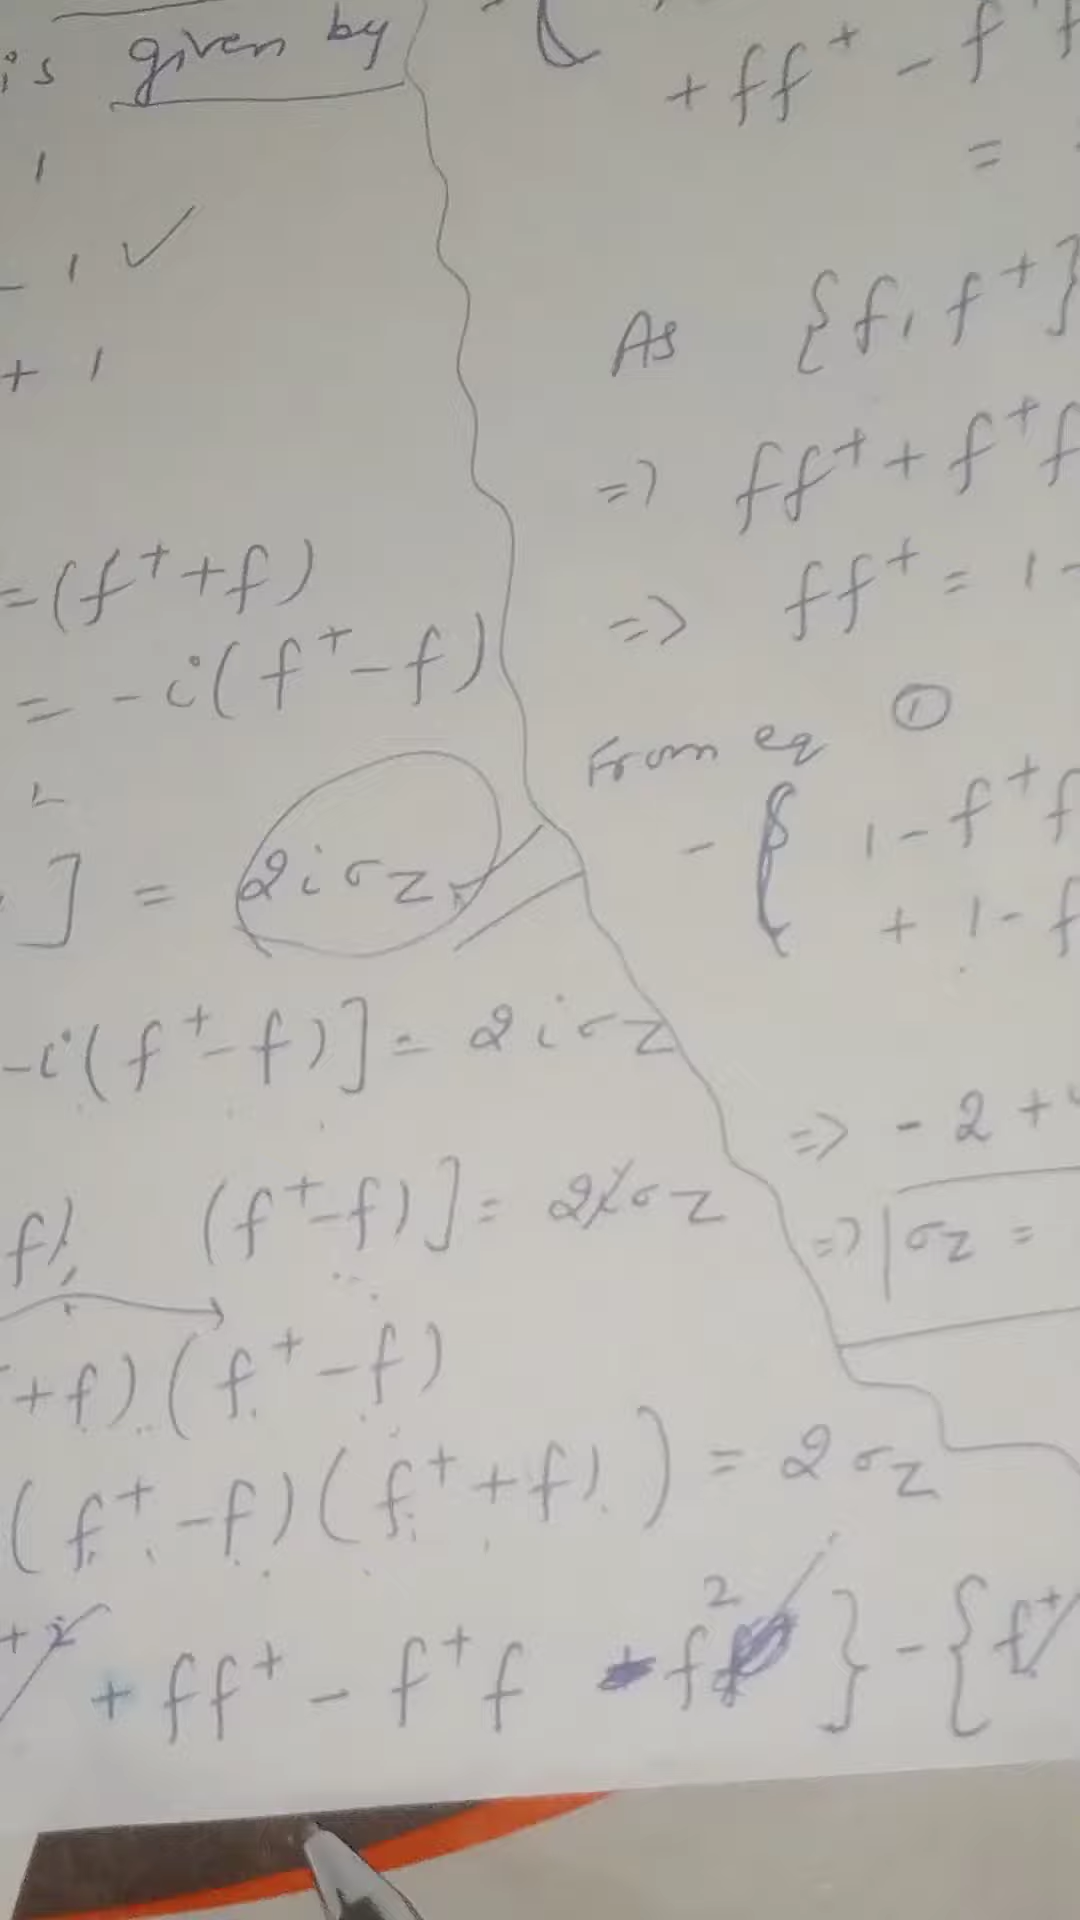 is given by
1
- 1 ✓
+ 1
= (f⁺ + f)
= -i(f⁺ - f)
] = 2iσz
-i(f⁺ - f)] = 2iσz
f), (f⁺ - f)] = 2iσz
+f) (f⁺ - f)
(f⁺ - f)(f⁺ + f)) = 2σz
+ ff⁺ - f⁺f - f² } - { f⁺
+ ff⁺ - f
=
As {f, f⁺}
=> ff⁺ + f⁺f
=> ff⁺ = 1 -
From eq ①
- { 1 - f⁺f
+ 1 - f
=> - 2 +
=> σz =